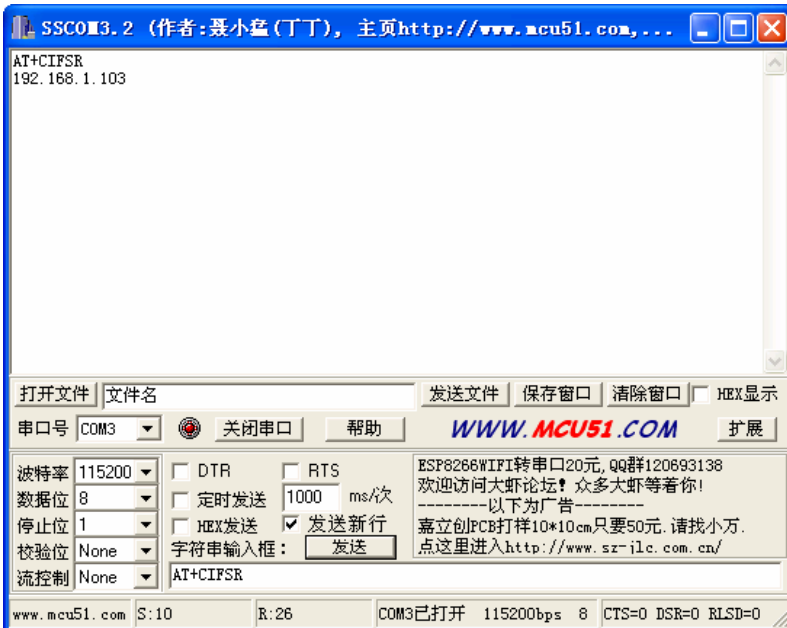 SSCOM3.2 (作者:聂小猛(丁丁), 主页http://www.mcu51.com,...
AT+CIFSR
192.168.1.103
打开文件 文件名 发送文件 保存窗口 清除窗口 HEX显示
串口号 COM3 关闭串口 帮助 WWW.MCU51.COM 扩展
波特率 115200 DTR RTS
数据位 8 定时发送 1000 ms/次
停止位 1 HEX发送 发送新行
校验位 None 字符串输入框: 发送
流控制 None AT+CIFSR
ESP8266WIFI转串口20元,QQ群120693138
欢迎访问大虾论坛! 众多大虾等着你!
--------以下为广告--------
嘉立创PCB打样10*10cm只要50元.请找小万.
点这里进入http://www.sz-jlc.com.cn/
www.mcu51.com S:10 R:26 COM3已打开 115200bps 8 CTS=0 DSR=0 RLSD=0